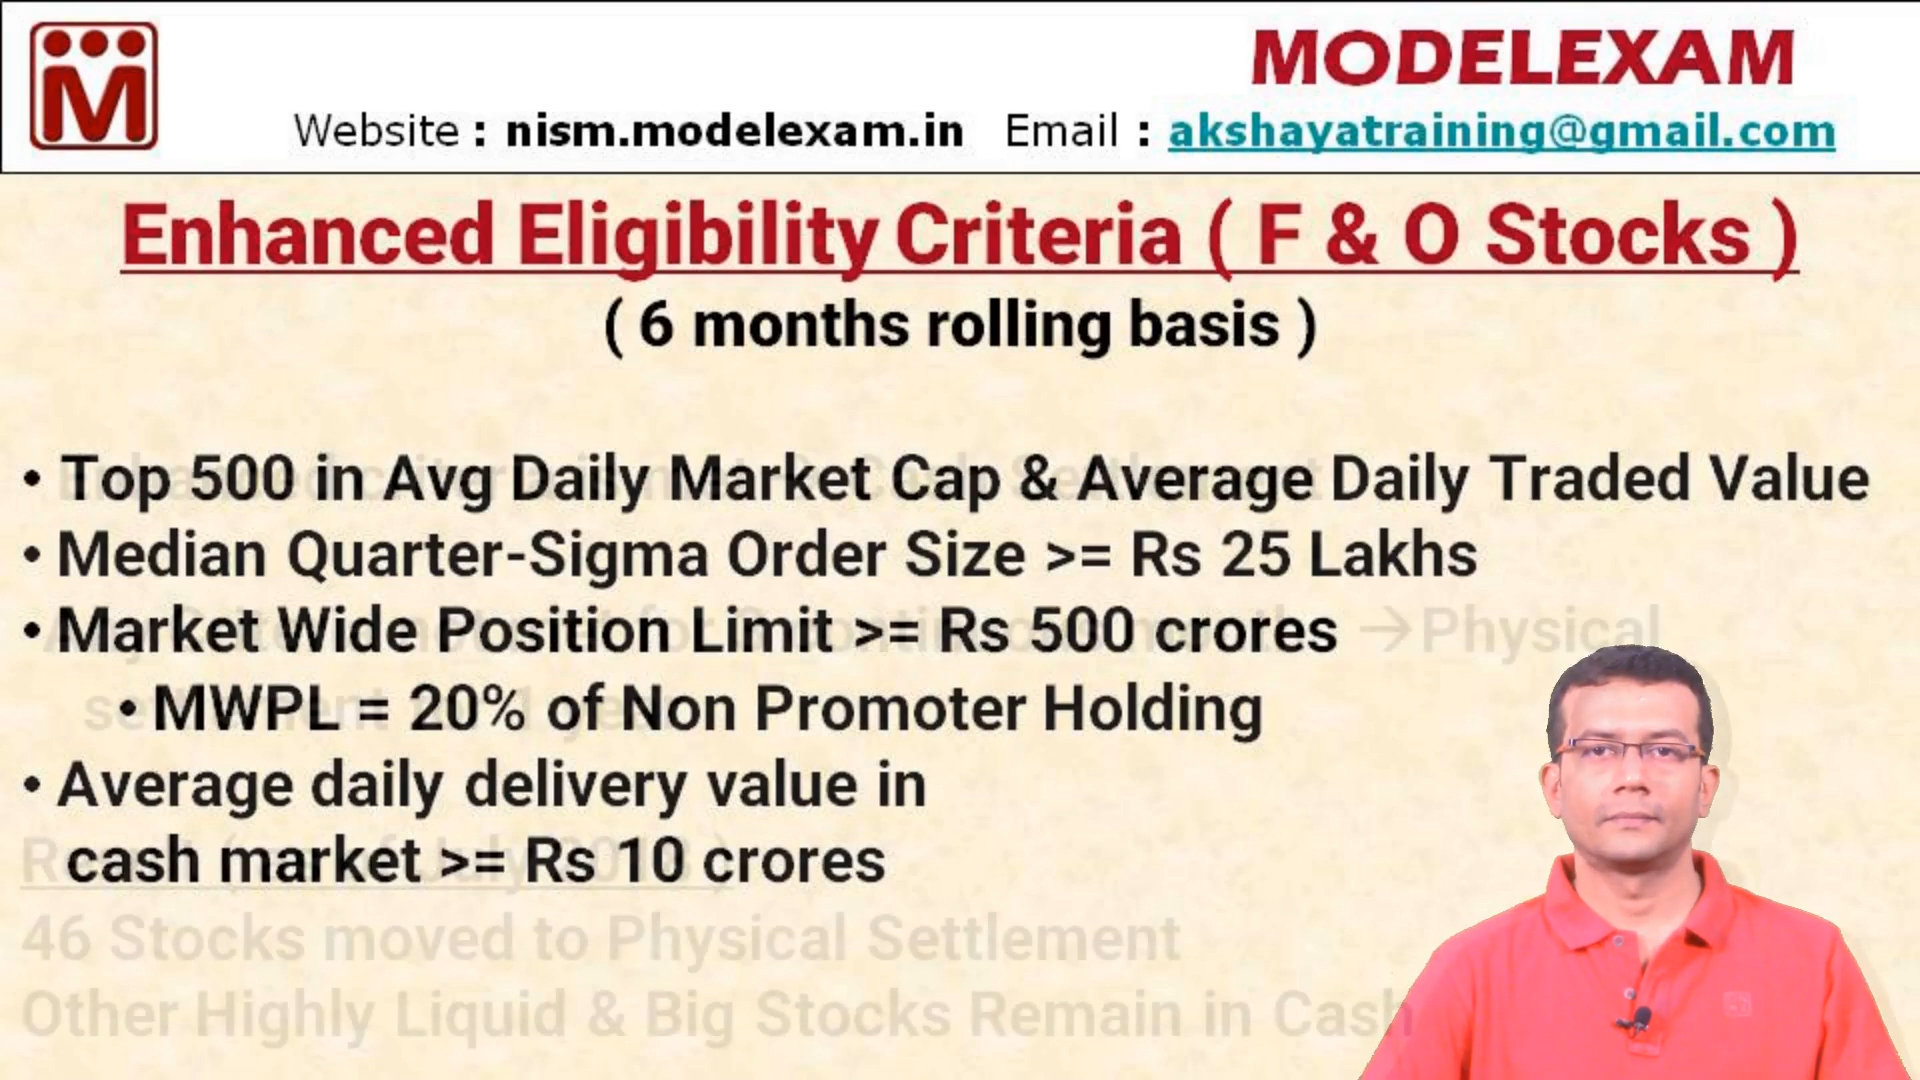 M
MODELEXAM
Website : nism.modelexam.in Email : akshayatraining@gmail.com
Enhanced Eligibility Criteria ( F & O Stocks )
( 6 months rolling basis )
• Top 500 in Avg Daily Market Cap & Average Daily Traded Value
• Median Quarter-Sigma Order Size >= Rs 25 Lakhs
• Market Wide Position Limit >= Rs 500 crores
→Physical
• MWPL = 20% of Non Promoter Holding
• Average daily delivery value in
cash market >= Rs 10 crores
46 Stocks moved to Physical Settlement
Other Highly Liquid & Big Stocks Remain in Cash